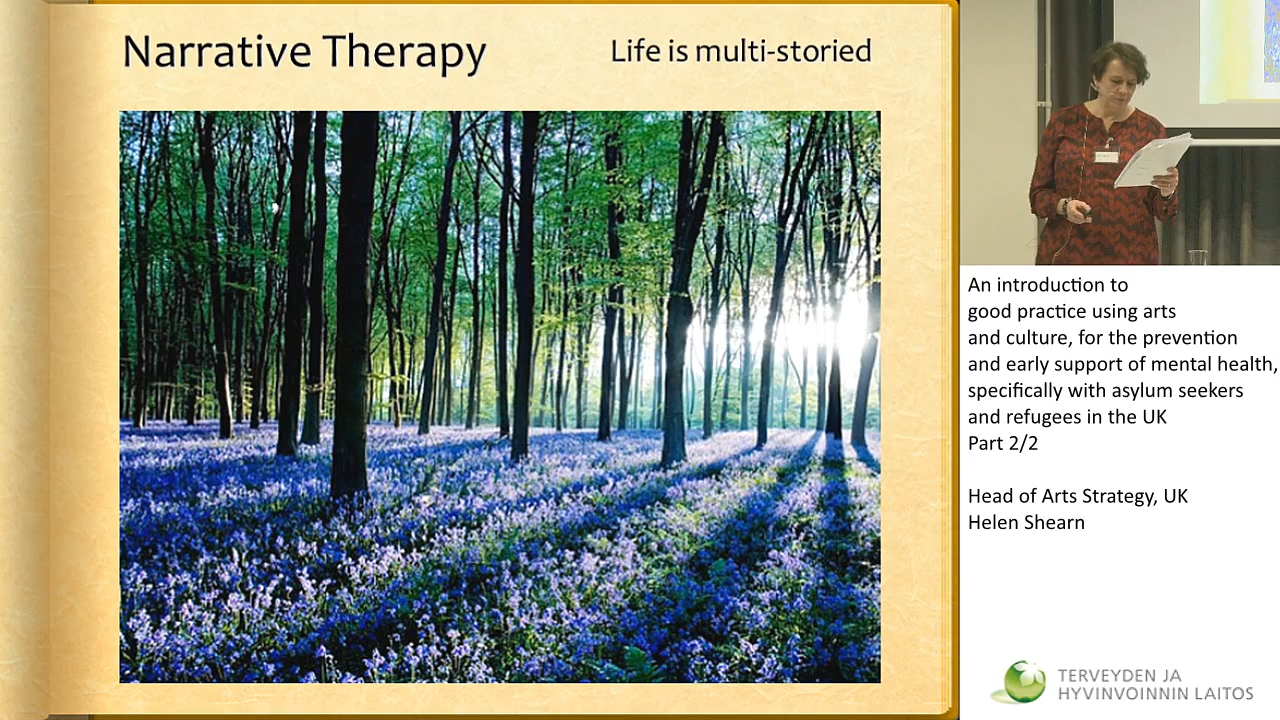 Narrative Therapy
Life is multi-storied
An introduction to
good practice using arts
and culture, for the prevention
and early support of mental health,
specifically with asylum seekers
and refugees in the UK
Part 2/2
Head of Arts Strategy, UK
Helen Shearn
TERVEYDEN JA
HYVINVOINNIN LAITOS